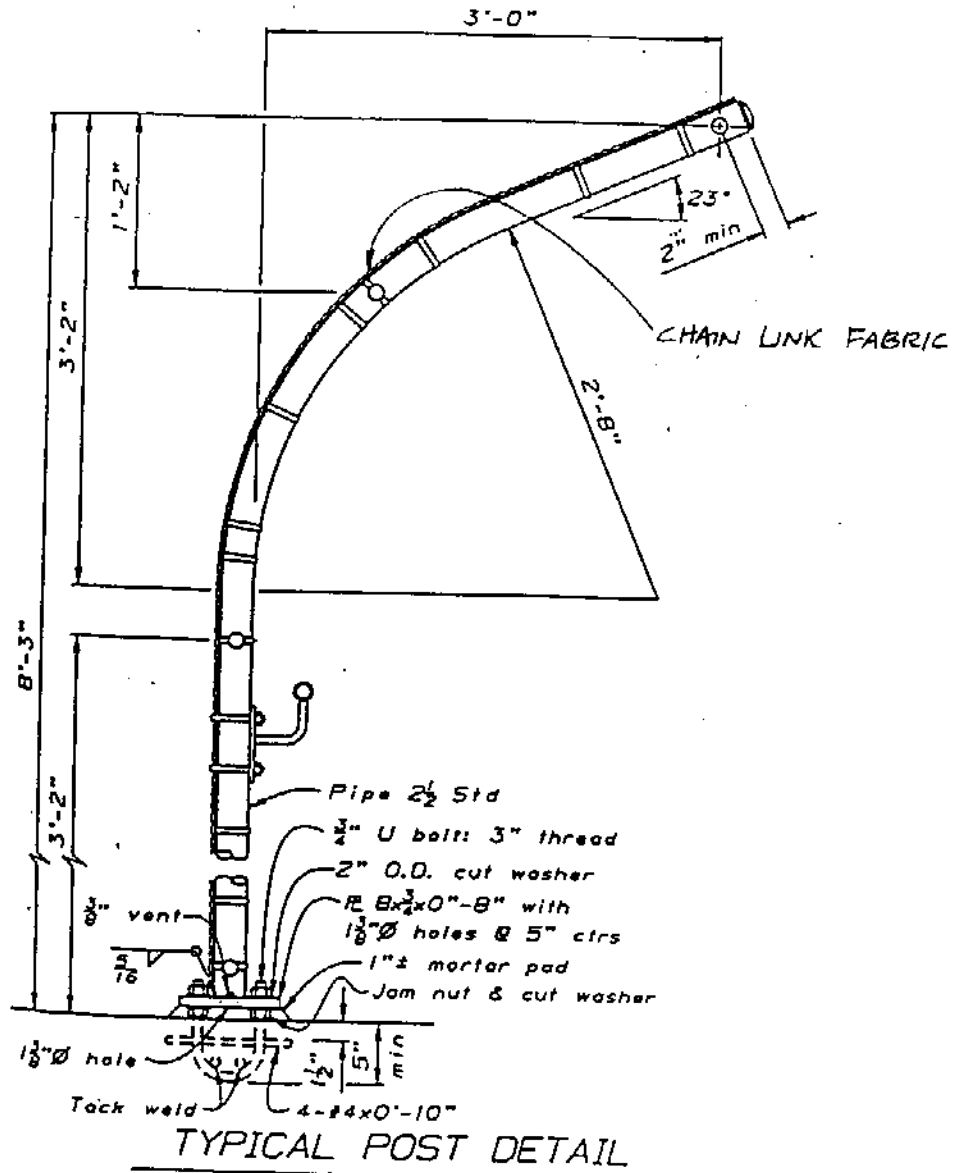 3'-0"
1'-2"
3'-2"
23°
2" min
CHAIN LINK FABRIC
2'-8"
8'-3"
3'-2"
Pipe 2½ Std
¾" U bolt: 3" thread
2" O.D. cut washer
⅜" vent
PL 8x¾x0"-8" with
1⅜"Ø holes @ 5" ctrs
5/16
1"± mortar pad
Jam nut & cut washer
1⅜"Ø hole
1½"
5"
min
Tack weld
4-#4x0'-10"
TYPICAL POST DETAIL